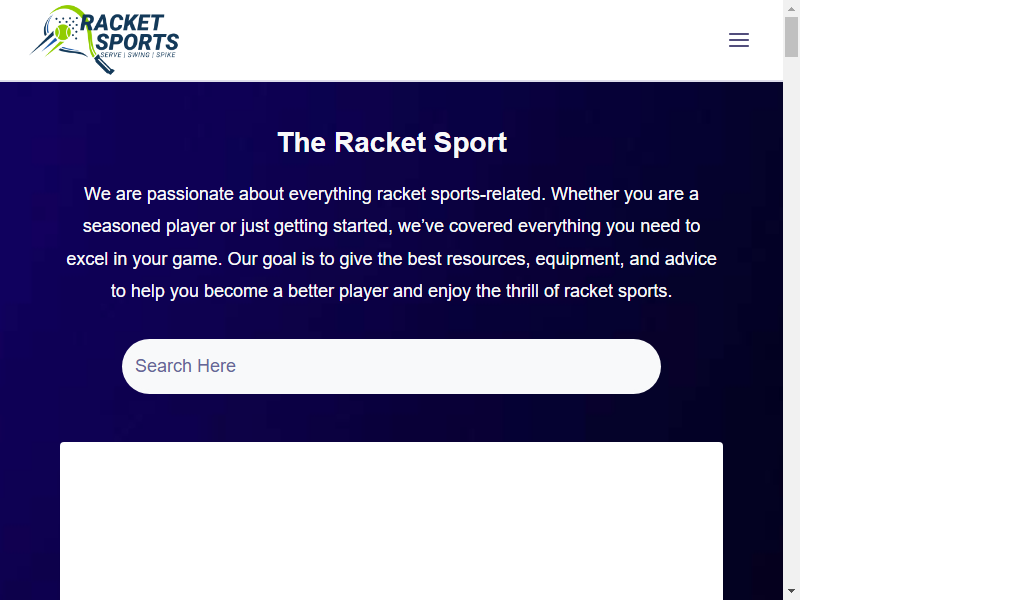 RACKET
SPORTS
SERVE | SWING | SPIKE
The Racket Sport
We are passionate about everything racket sports-related. Whether you are a
seasoned player or just getting started, we’ve covered everything you need to
excel in your game. Our goal is to give the best resources, equipment, and advice
to help you become a better player and enjoy the thrill of racket sports.
Search Here